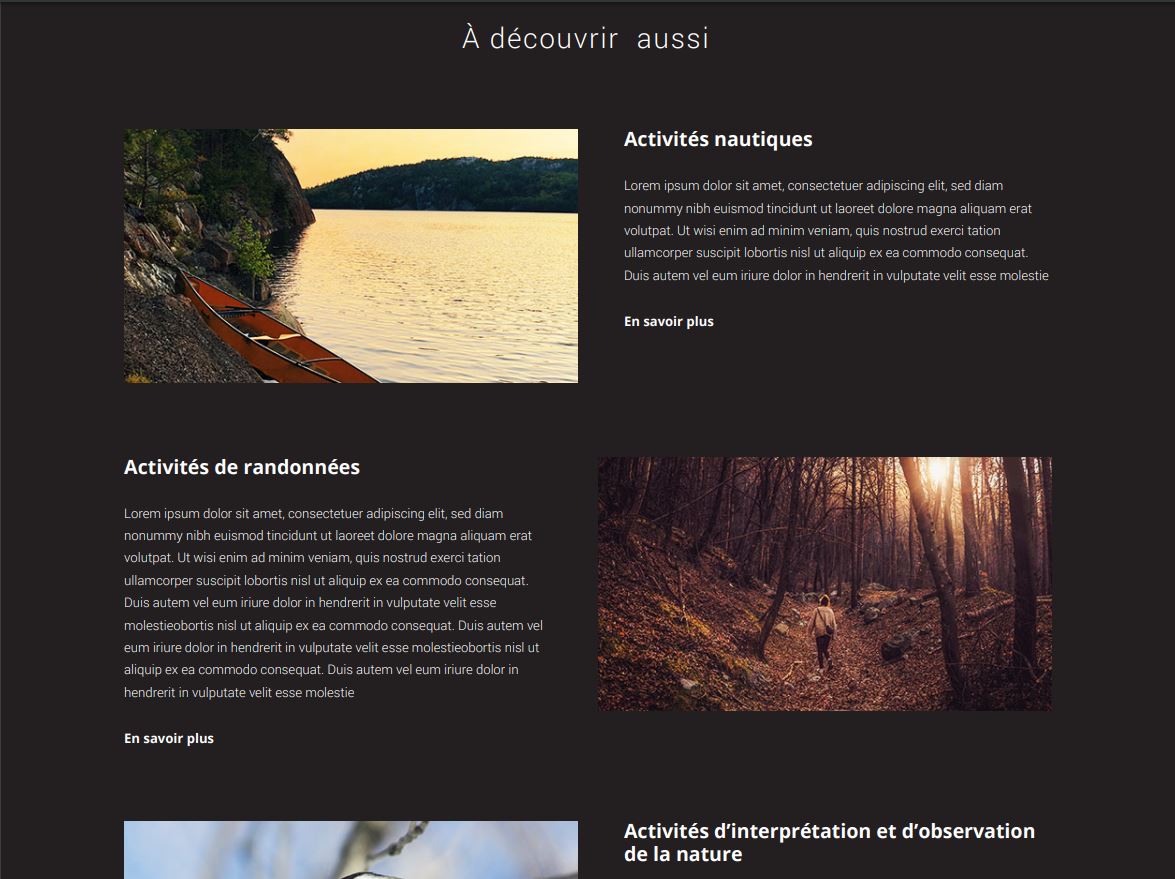 À découvrir aussi
Activités nautiques
Lorem ipsum dolor sit amet, consectetuer adipiscing elit, sed diam
nonummy nibh euismod tincidunt ut laoreet dolore magna aliquam erat
volutpat. Ut wisi enim ad minim veniam, quis nostrud exerci tation
ullamcorper suscipit lobortis nisl ut aliquip ex ea commodo consequat.
Duis autem vel eum iriure dolor in hendrerit in vulputate velit esse molestie
En savoir plus
Activités de randonnées
Lorem ipsum dolor sit amet, consectetuer adipiscing elit, sed diam
nonummy nibh euismod tincidunt ut laoreet dolore magna aliquam erat
volutpat. Ut wisi enim ad minim veniam, quis nostrud exerci tation
ullamcorper suscipit lobortis nisl ut aliquip ex ea commodo consequat.
Duis autem vel eum iriure dolor in hendrerit in vulputate velit esse
molestieobortis nisl ut aliquip ex ea commodo consequat. Duis autem vel
eum iriure dolor in hendrerit in vulputate velit esse molestieobortis nisl ut
aliquip ex ea commodo consequat. Duis autem vel eum iriure dolor in
hendrerit in vulputate velit esse molestie
En savoir plus
Activités d’interprétation et d’observation
de la nature